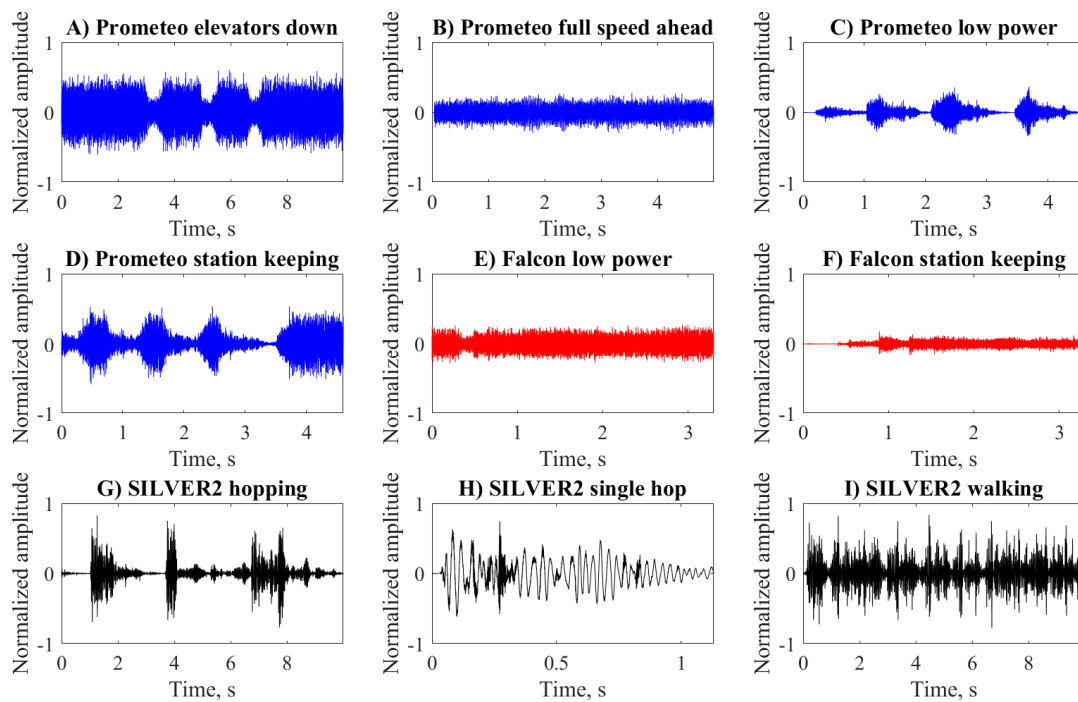 A) Prometeo elevators down
Normalized amplitude
1
0
-1
0 2 4 6 8
Time, s
B) Prometeo full speed ahead
Normalized amplitude
1
0
-1
0 1 2 3 4
Time, s
C) Prometeo low power
Normalized amplitude
1
0
-1
0 1 2 3 4
Time, s
D) Prometeo station keeping
Normalized amplitude
1
0
-1
0 1 2 3 4
Time, s
E) Falcon low power
Normalized amplitude
1
0
-1
0 1 2 3
Time, s
F) Falcon station keeping
Normalized amplitude
1
0
-1
0 1 2 3
Time, s
G) SILVER2 hopping
Normalized amplitude
1
0
-1
0 2 4 6 8
Time, s
H) SILVER2 single hop
Normalized amplitude
1
0
-1
0 0.5 1
Time, s
I) SILVER2 walking
Normalized amplitude
1
0
-1
0 2 4 6 8
Time, s